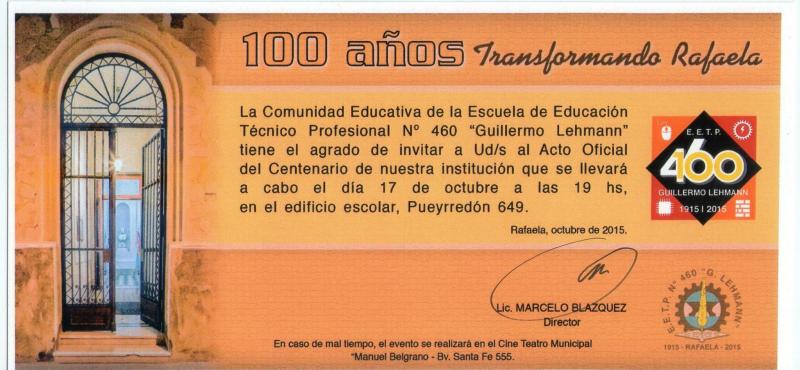 100 años Transformando Rafaela
La Comunidad Educativa de la Escuela de Educación
Técnico Profesional Nº 460 "Guillermo Lehmann"
tiene el agrado de invitar a Ud/s al Acto Oficial
del Centenario de nuestra institución que se llevará
a cabo el día 17 de octubre a las 19 hs,
en el edificio escolar, Pueyrredón 649.
Rafaela, octubre de 2015.
E.E.T.P.
460
GUILLERMO LEHMANN
1915 | 2015
Lic. MARCELO BLAZQUEZ
Director
E.E.T.P. Nº 460 "G. LEHMANN"
1915 - RAFAELA - 2015
En caso de mal tiempo, el evento se realizará en el Cine Teatro Municipal
"Manuel Belgrano - Bv. Santa Fe 555.